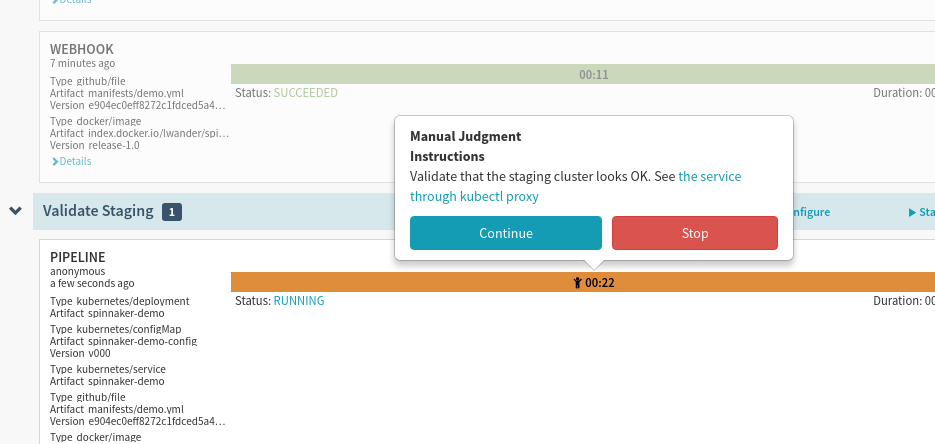 Details
WEBHOOK
7 minutes ago
00:11
Type github/file
Status: SUCCEEDED
Duration: 00
Artifact manifests/demo.yml
Version e904ec0eff8272c1fdced5a4...
Type docker/image
Artifact index.docker.io/lwander/spi...
Version release-1.0
Details
Manual Judgment
Instructions
Validate that the staging cluster looks OK. See the service
through kubectl proxy
Continue
Stop
Validate Staging 1
nfigure
Sta
PIPELINE
anonymous
a few seconds ago
00:22
Type kubernetes/deployment
Status: RUNNING
Duration: 00
Artifact spinnaker-demo
Type kubernetes/configMap
Artifact spinnaker-demo-config
Version v000
Type kubernetes/service
Artifact spinnaker-demo
Type github/file
Artifact manifests/demo.yml
Version e904ec0eff8272c1fdced5a4...
Type docker/image